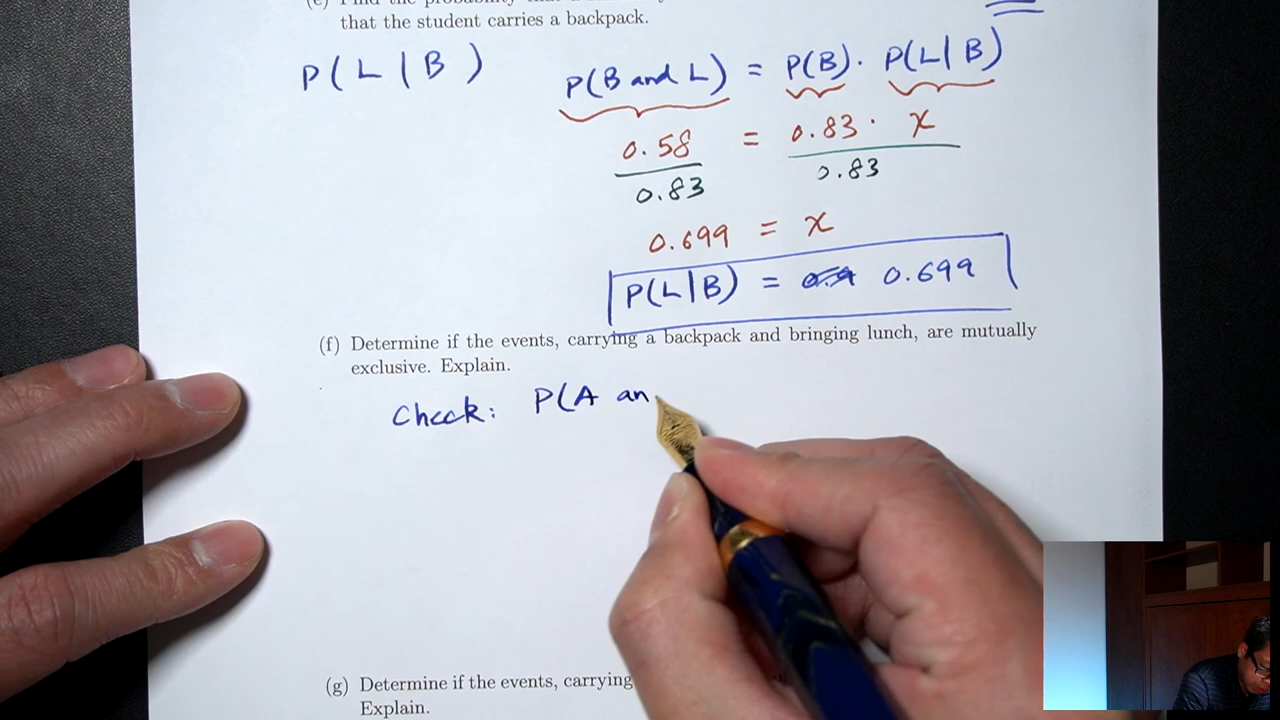 that the student carries a backpack.
P(L|B)
P(B and L) = P(B) · P(L|B)
0.58 = 0.83 · x
0.83 0.83
0.699 = x
P(L|B) = 0.699
(f) Determine if the events, carrying a backpack and bringing lunch, are mutually
exclusive. Explain.
Check: P(A an
(g) Determine if the events, carrying
Explain.